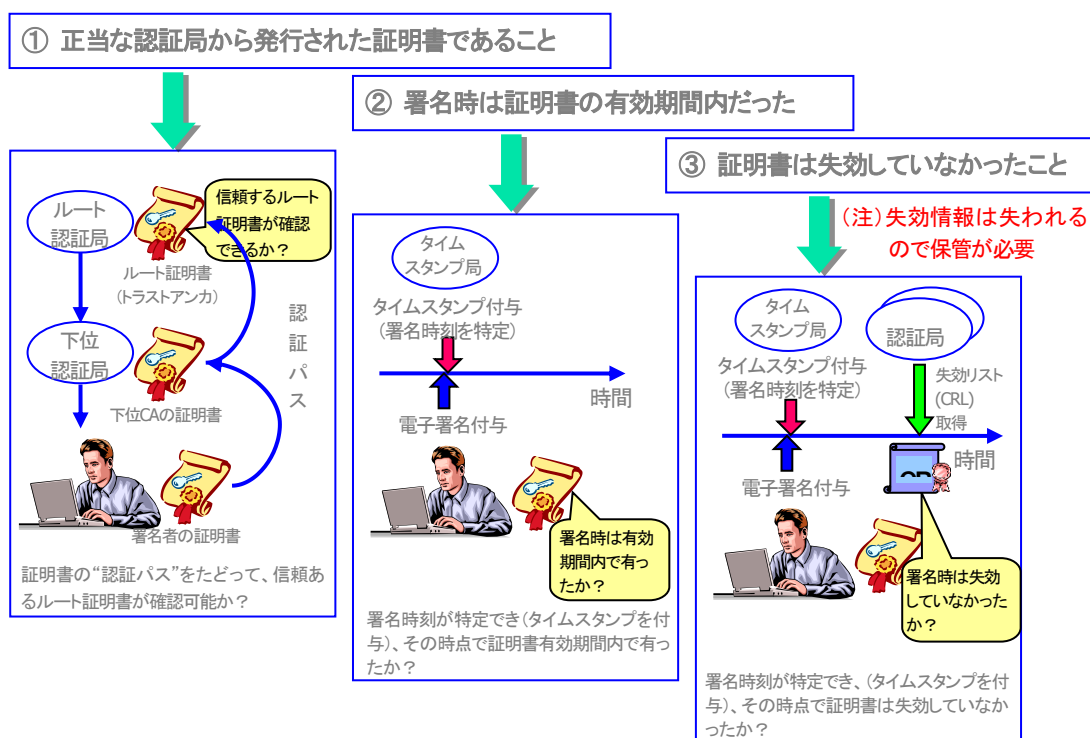 ① 正当な認証局から発行された証明書であること
② 署名時は証明書の有効期間内だった
③ 証明書は失効していなかったこと
(注)失効情報は失われる
ので保管が必要
ルート
認証局
信頼するルート
証明書が確認
できるか？
ルート証明書
(トラストアンカ)
認
証
パ
ス
下位
認証局
下位CAの証明書
署名者の証明書
証明書の“認証パス”をたどって、信頼あ
るルート証明書が確認可能か？
タイム
スタンプ局
タイムスタンプ付与
(署名時刻を特定)
時間
電子署名付与
署名時は有効
期間内で有っ
たか？
署名時刻が特定でき(タイムスタンプを付
与)、その時点で証明書有効期間内で有っ
たか？
タイム
スタンプ局
認証局
タイムスタンプ付与
(署名時刻を特定)
失効リスト
(CRL)
取得
時間
電子署名付与
署名時は失効
していなかった
か？
署名時刻が特定でき、(タイムスタンプを付
与)、その時点で証明書は失効していなか
ったか？